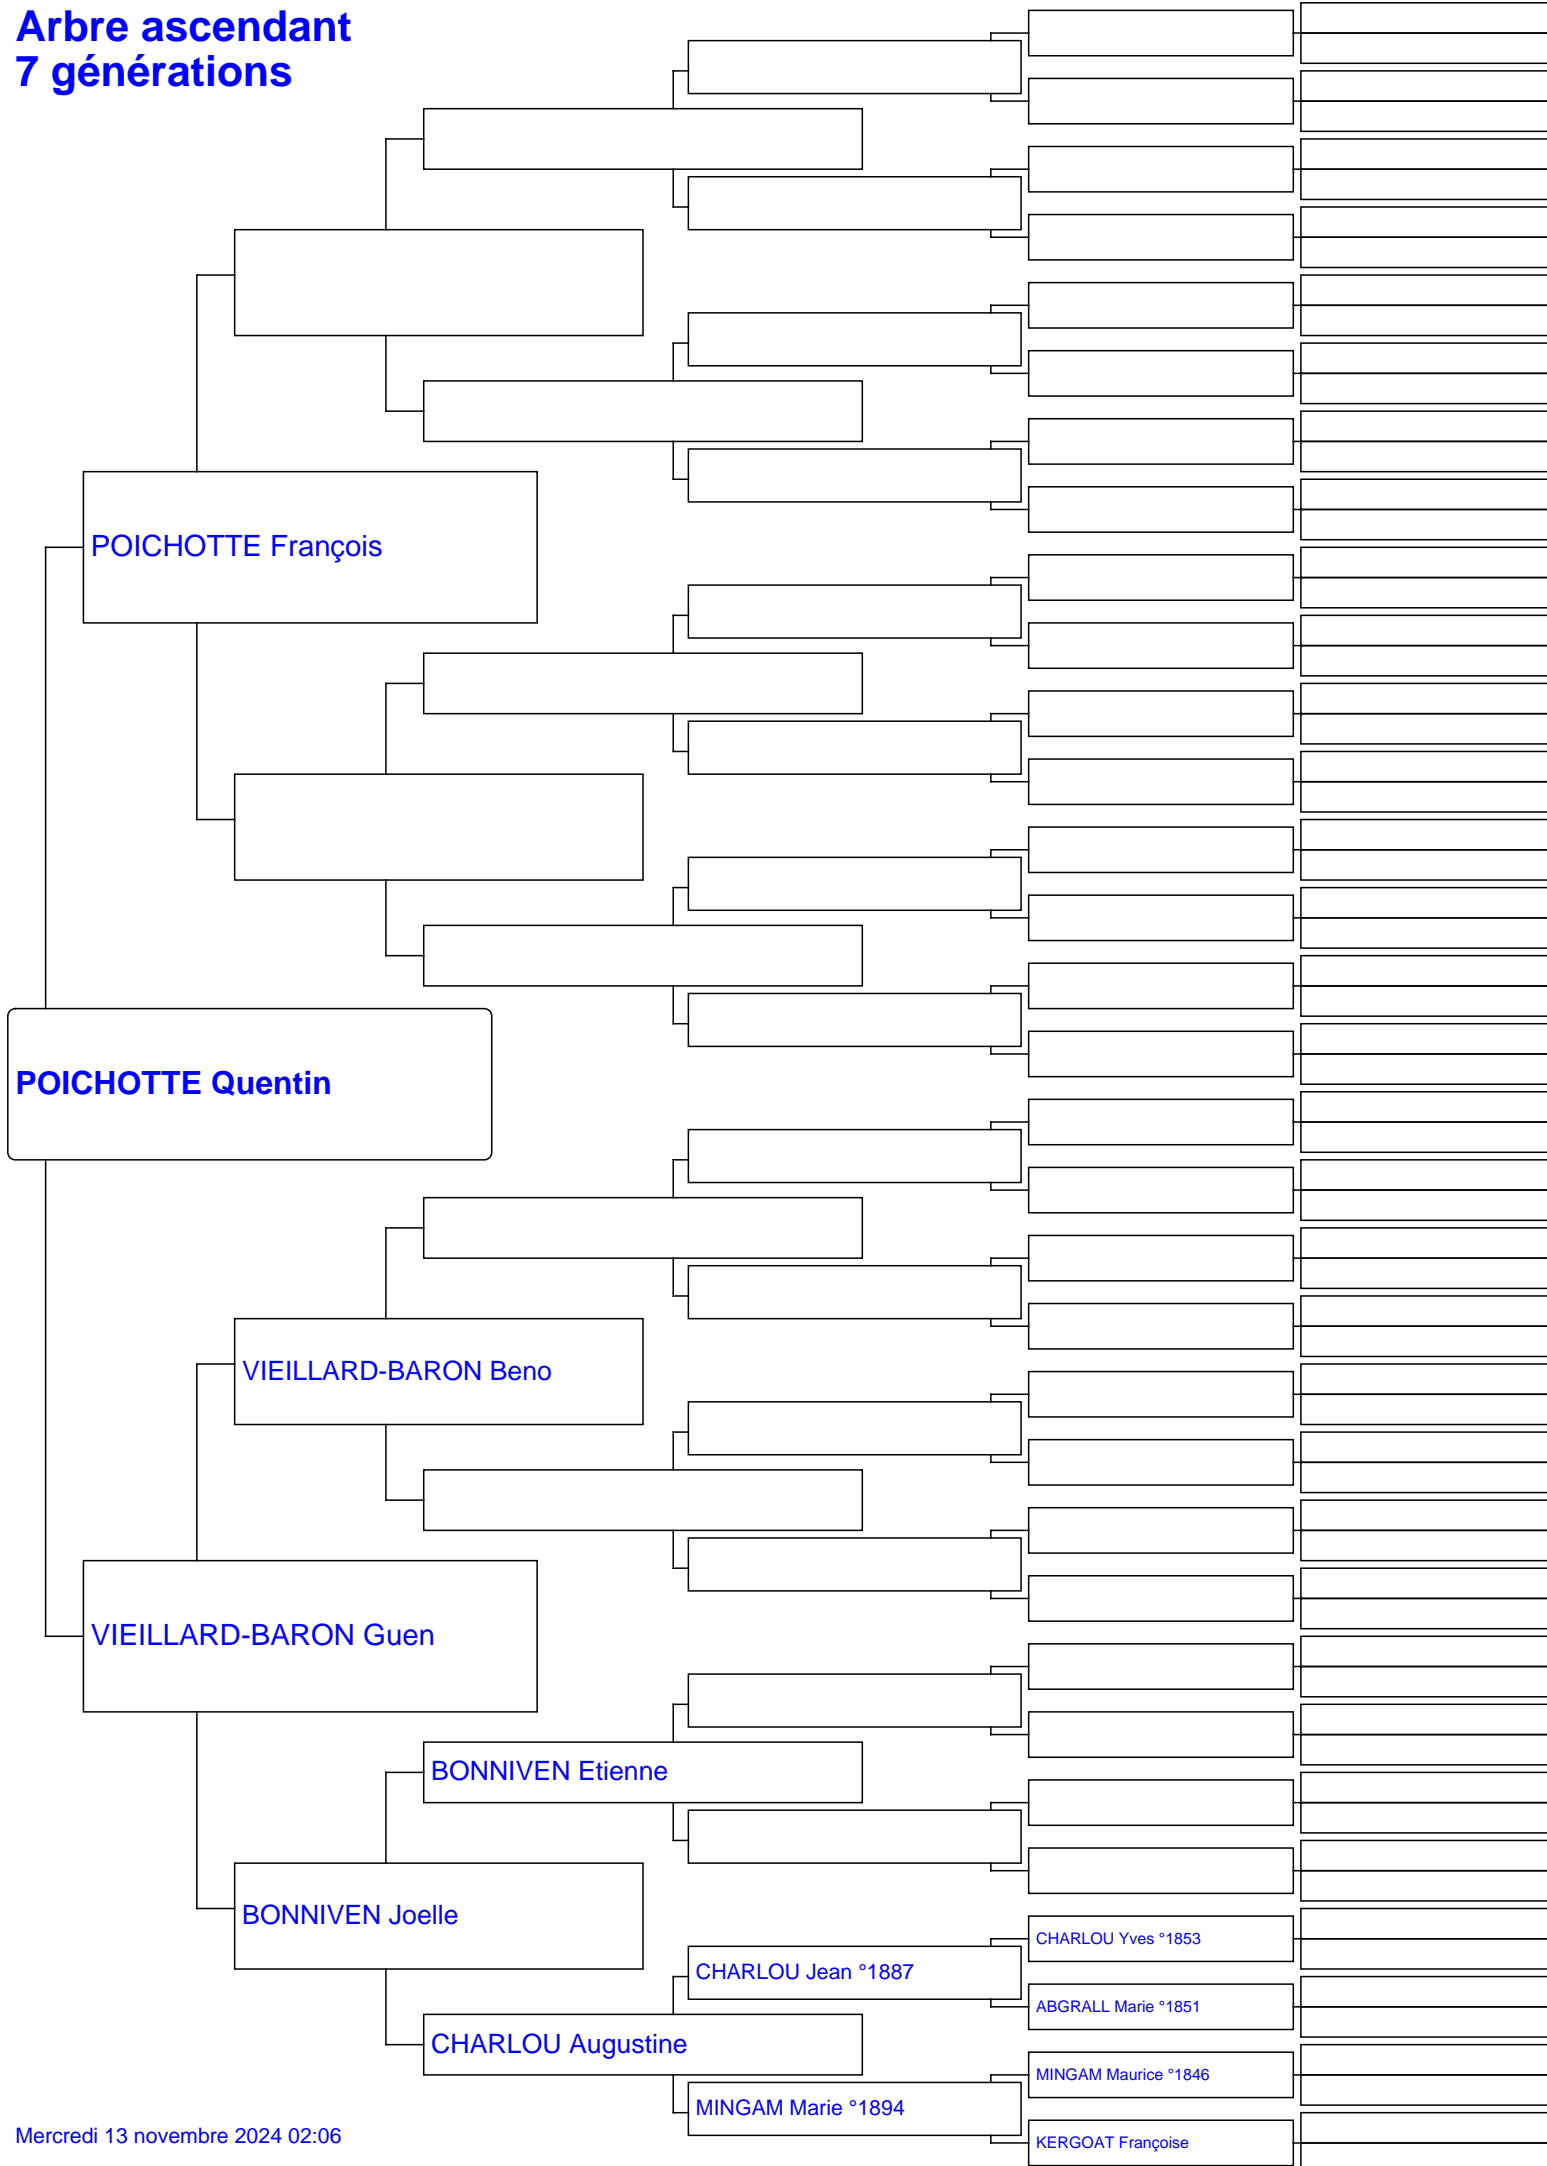 Arbre ascendant
7 générations
POICHOTTE François
POICHOTTE Quentin
VIEILLARD-BARON Beno
VIEILLARD-BARON Guen
BONNIVEN Etienne
BONNIVEN Joelle
CHARLOU Yves °1853
CHARLOU Jean °1887
ABGRALL Marie °1851
CHARLOU Augustine
MINGAM Maurice °1846
MINGAM Marie °1894
KERGOAT Françoise
Mercredi 13 novembre 2024 02:06